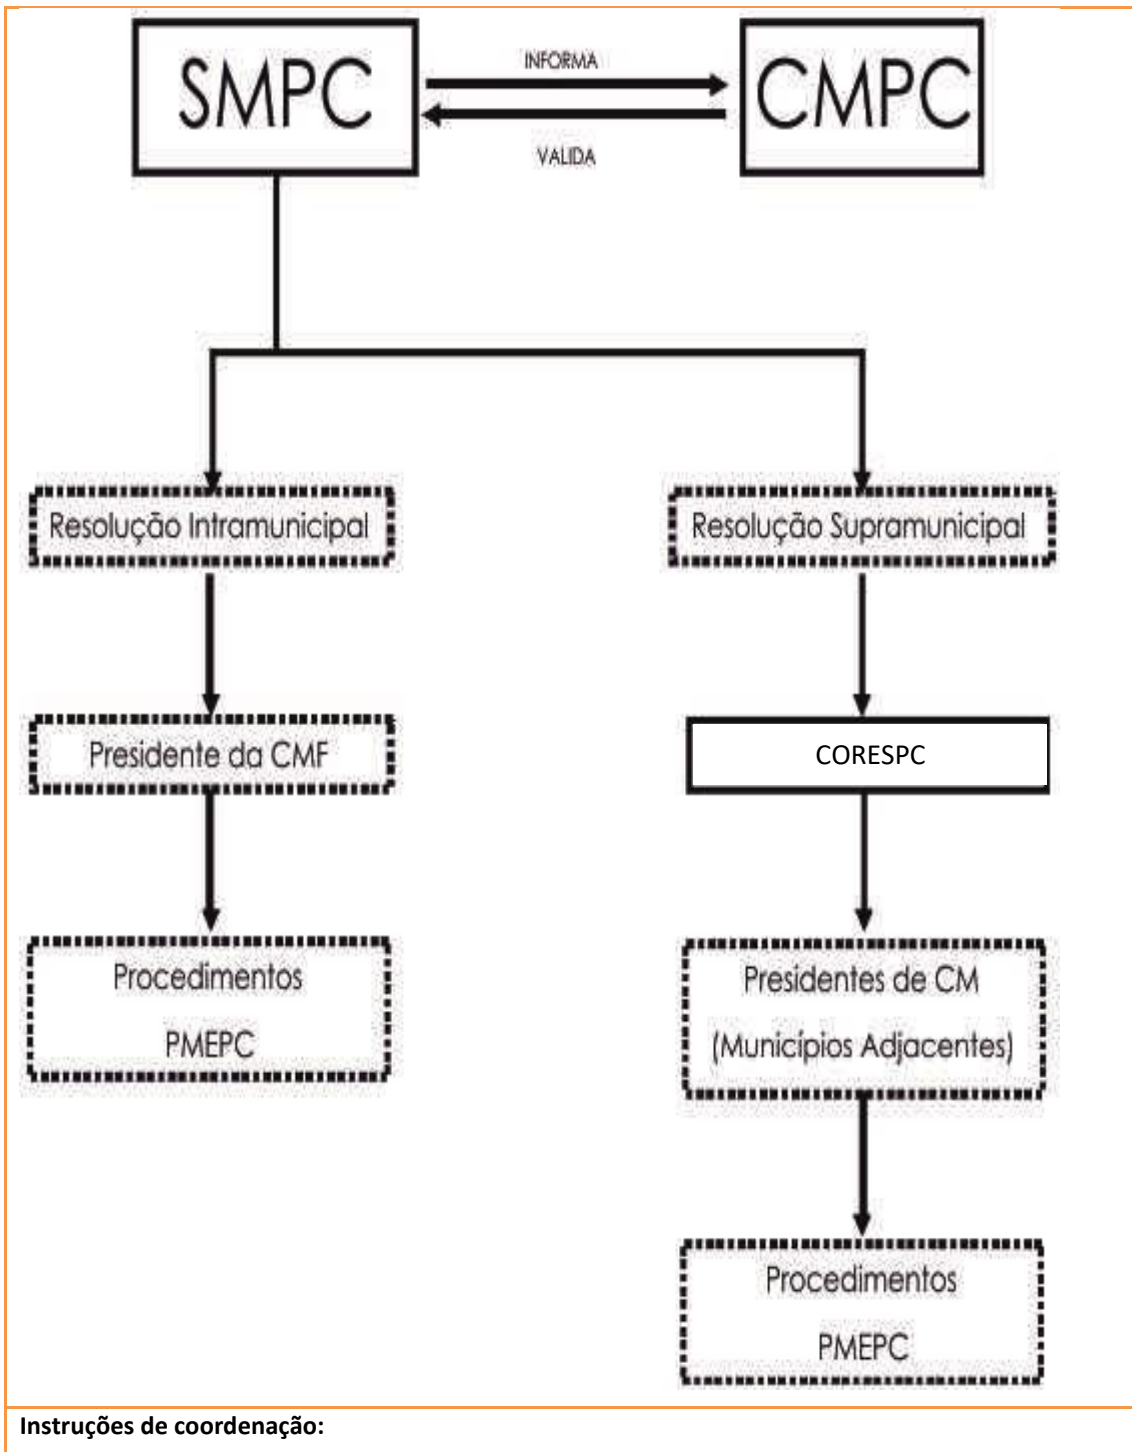 SMPC
INFORMA
CMPC
VALIDA
Resolução Intramunicipal
Resolução Supramunicipal
Presidente da CMF
CORESPC
Procedimentos
PMEPC
Presidentes de CM
(Municípios Adjacentes)
Procedimentos
PMEPC
Instruções de coordenação: